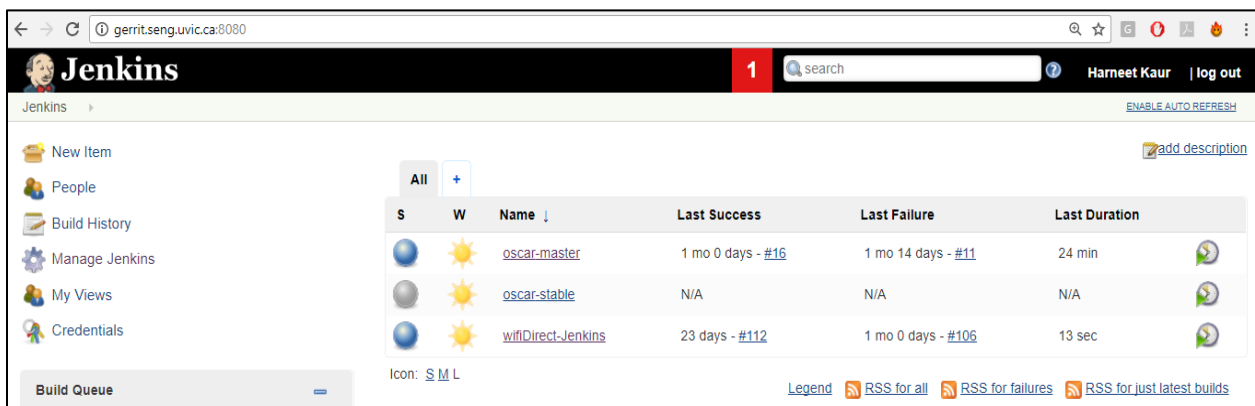 gerrit.seng.uvic.ca:8080
Jenkins
1
search
Harneet Kaur | log out
Jenkins
ENABLE AUTO REFRESH
New Item
People
Build History
Manage Jenkins
My Views
Credentials
Build Queue
add description
All +
S W Name ↓ Last Success Last Failure Last Duration
oscar-master 1 mo 0 days - #16 1 mo 14 days - #11 24 min
oscar-stable N/A N/A N/A
wifiDirect-Jenkins 23 days - #112 1 mo 0 days - #106 13 sec
Icon: S M L
Legend RSS for all RSS for failures RSS for just latest builds